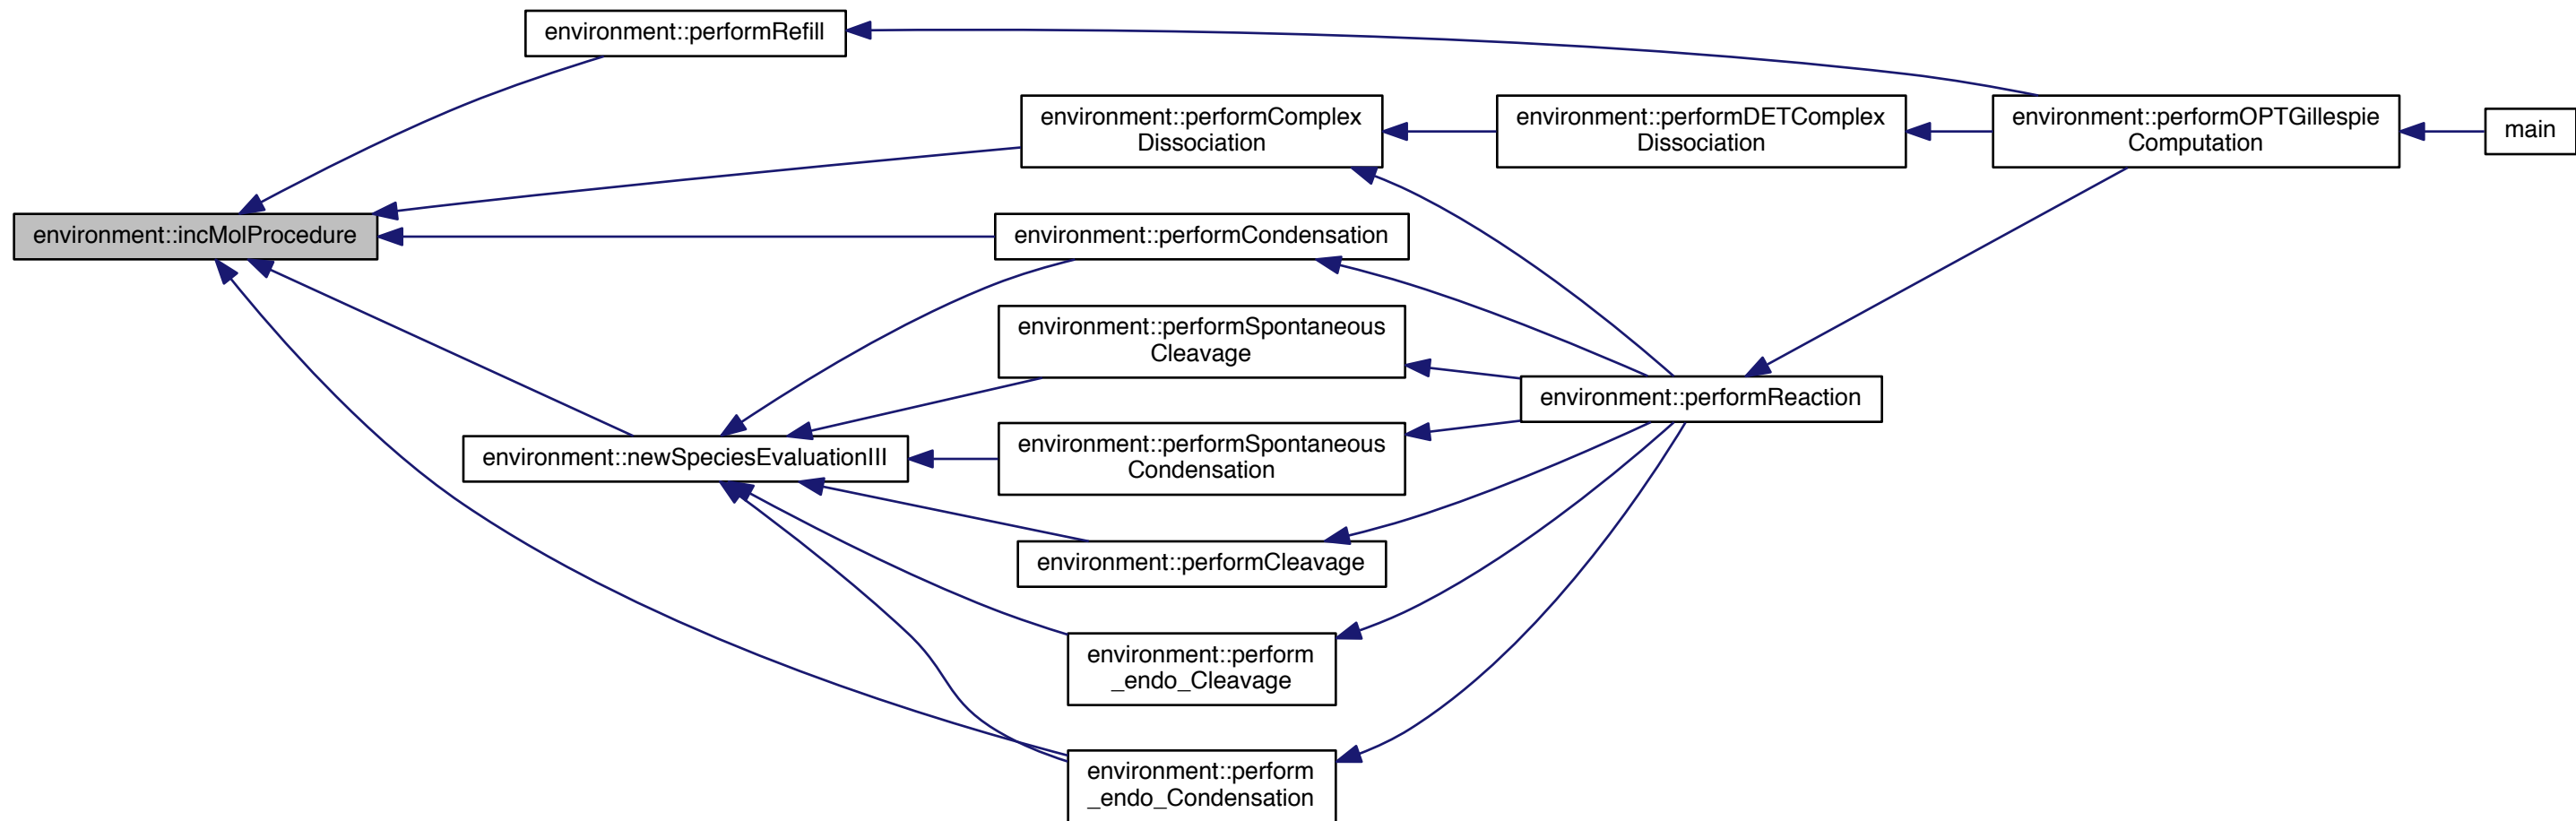 environment::performRefill
environment::performComplex
Dissociation
environment::performDETComplex
Dissociation
environment::performOPTGillespie
Computation
main
environment::incMolProcedure
environment::performCondensation
environment::performSpontaneous
Cleavage
environment::performReaction
environment::newSpeciesEvaluationIII
environment::performSpontaneous
Condensation
environment::performCleavage
environment::perform
_endo_Cleavage
environment::perform
_endo_Condensation